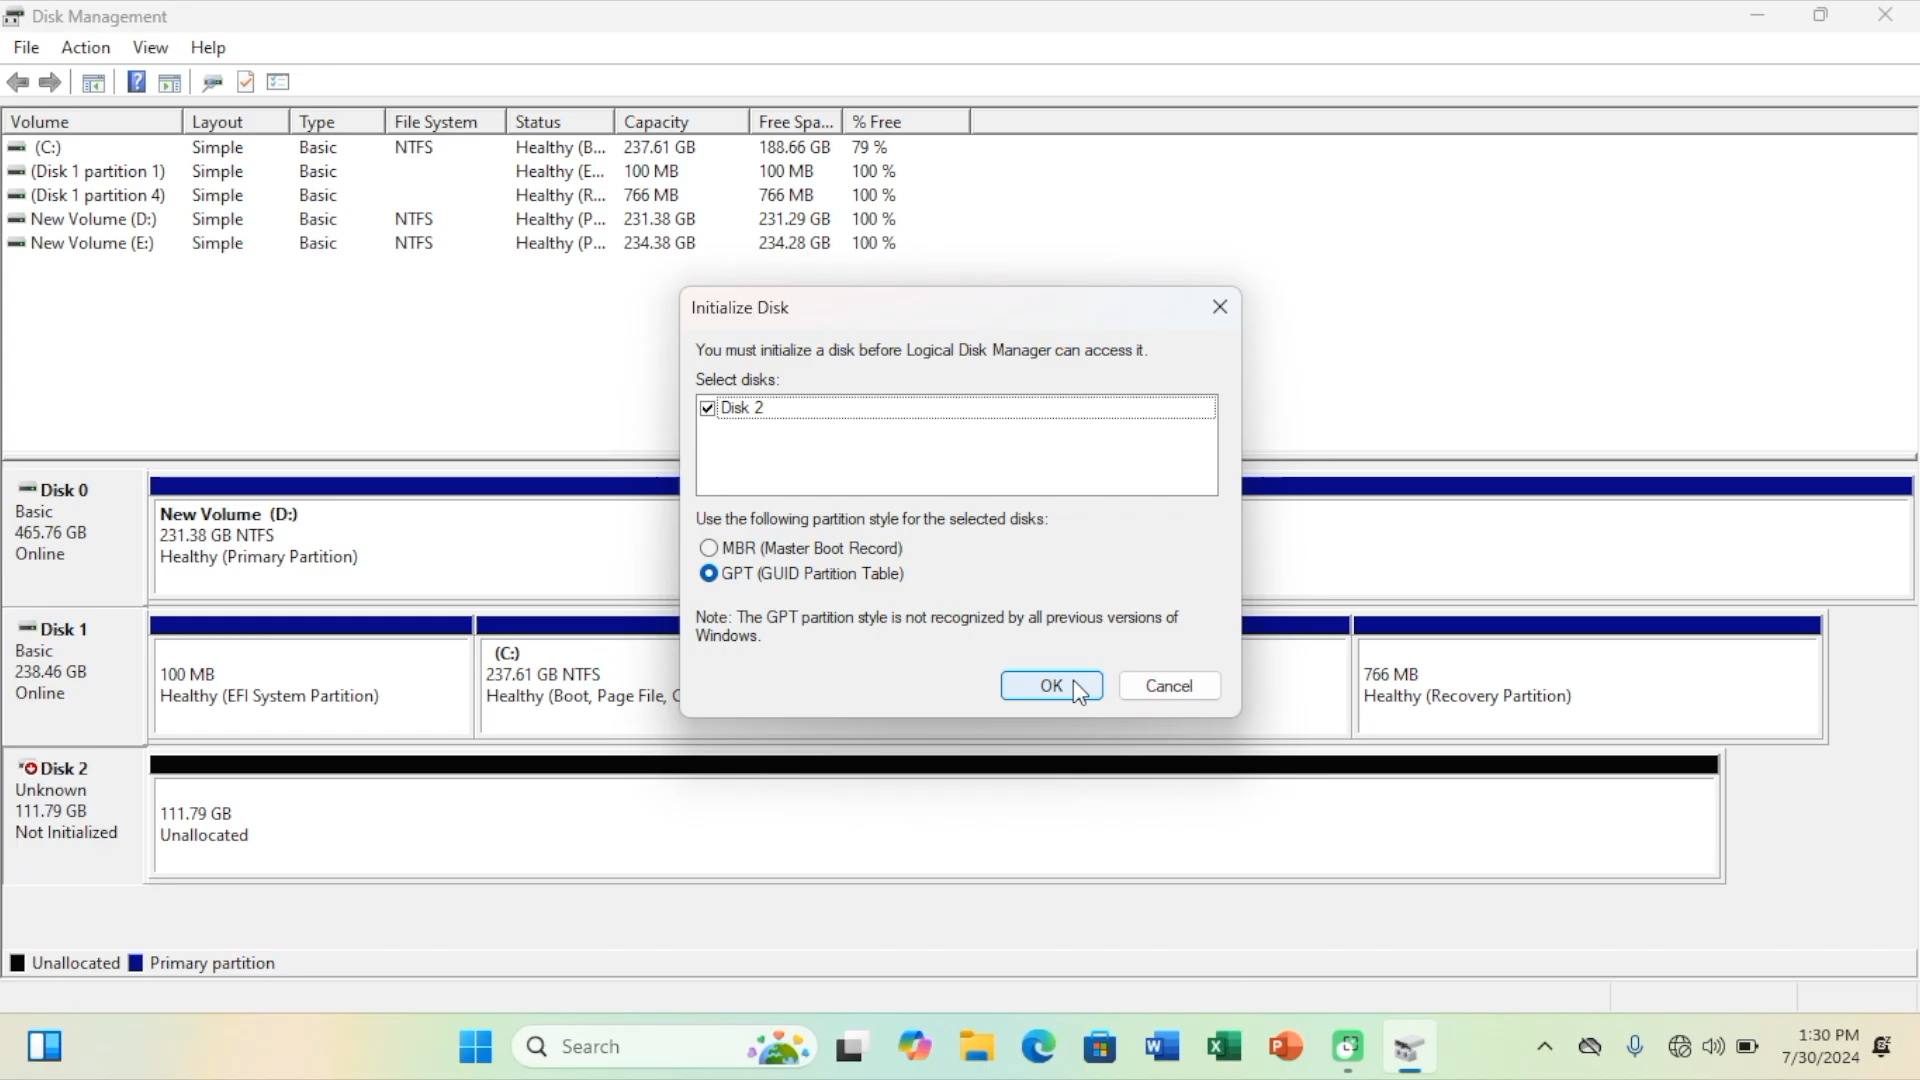 Disk Management
File Action View Help
Volume Layout Type File System Status Capacity Free Spa... % Free
(C:) Simple Basic NTFS Healthy (B... 237.61 GB 188.66 GB 79 %
(Disk 1 partition 1) Simple Basic Healthy (E... 100 MB 100 MB 100 %
(Disk 1 partition 4) Simple Basic Healthy (R... 766 MB 766 MB 100 %
New Volume (D:) Simple Basic NTFS Healthy (P... 231.38 GB 231.29 GB 100 %
New Volume (E:) Simple Basic NTFS Healthy (P... 234.38 GB 234.28 GB 100 %
Initialize Disk
You must initialize a disk before Logical Disk Manager can access it.
Select disks:
Disk 2
Use the following partition style for the selected disks:
MBR (Master Boot Record)
GPT (GUID Partition Table)
Note: The GPT partition style is not recognized by all previous versions of
Windows.
OK Cancel
Disk 0
Basic
465.76 GB
Online
New Volume (D:)
231.38 GB NTFS
Healthy (Primary Partition)
Disk 1
Basic
238.46 GB
Online
100 MB
Healthy (EFI System Partition)
(C:)
237.61 GB NTFS
Healthy (Boot, Page File,
766 MB
Healthy (Recovery Partition)
Disk 2
Unknown
111.79 GB
Not Initialized
111.79 GB
Unallocated
Unallocated Primary partition
Search
1:30 PM
7/30/2024